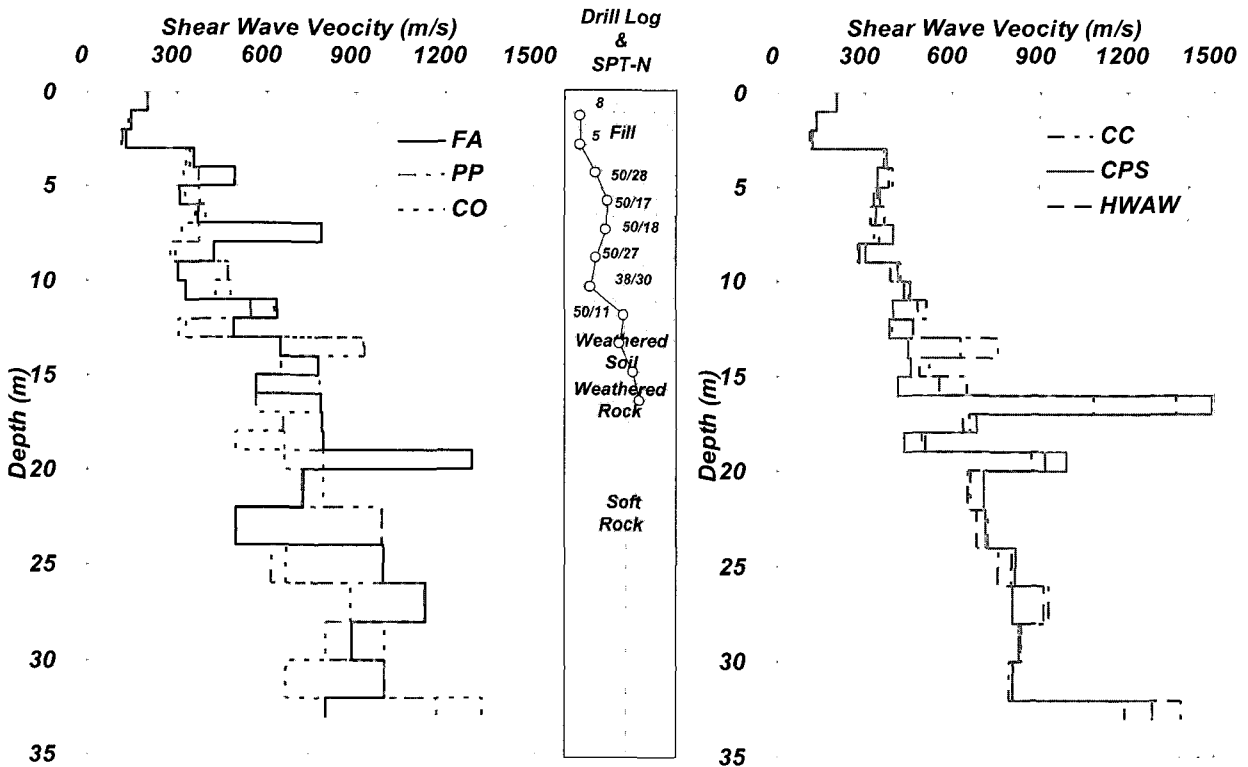 Shear Wave Veocity (m/s)
0 300 600 900 1200 1500
0
5
10
15
20
25
30
35
Depth (m)
FA
PP
CO
Drill Log
&
SPT-N
8
5 Fill
50/28
50/17
50/18
50/27
38/30
50/11
Weathered
Soil
Weathered
Rock
Soft
Rock
Shear Wave Veocity (m/s)
0 300 600 900 1200 1500
0
5
10
15
20
25
30
35
Depth (m)
CC
CPS
HWAW